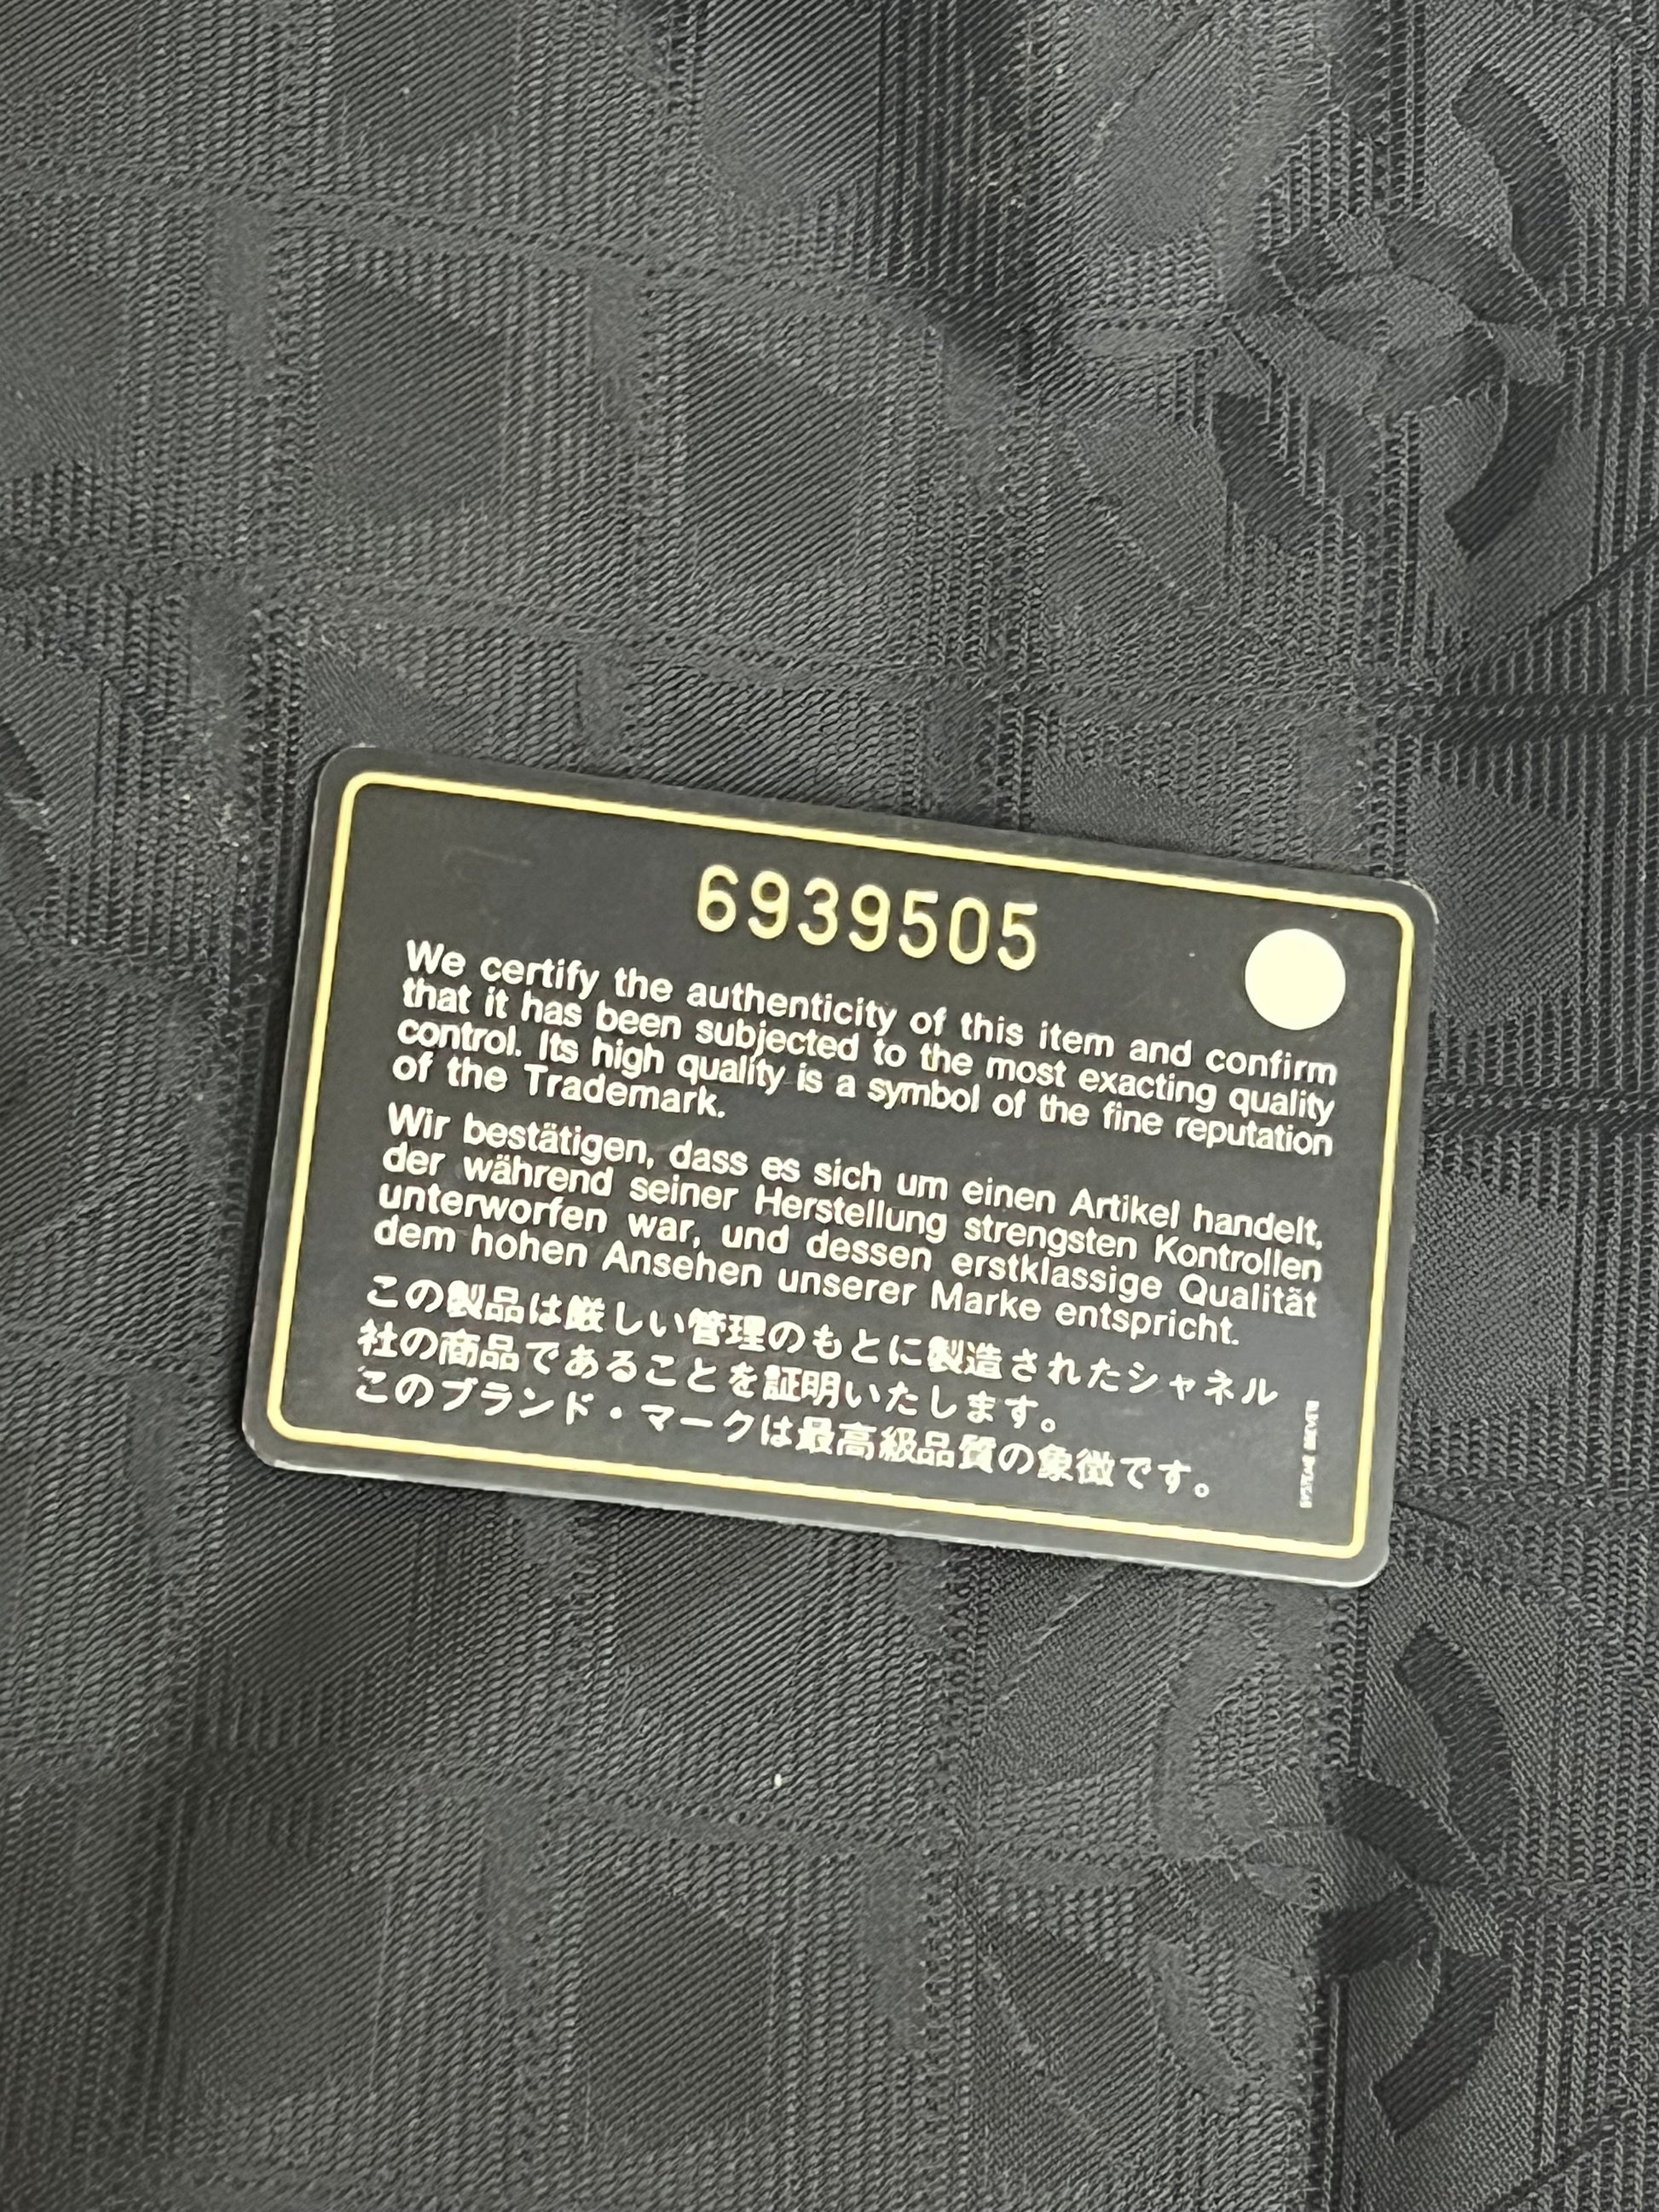 6939505
We certify the authenticity of this item and confirm
that it has been subjected to the most exacting quality
control. Its high quality is a symbol of the fine reputation
of the Trademark.
Wir bestätigen, dass es sich um einen Artikel handelt,
der während seiner Herstellung strengsten Kontrollen
unterworfen war, und dessen erstklassige Qualität
dem hohen Ansehen unserer Marke entspricht.
この製品は厳しい管理のもとに製造されたシャネル
社の商品であることを証明いたします。
このブランド・マークは最高級品質の象徴です。